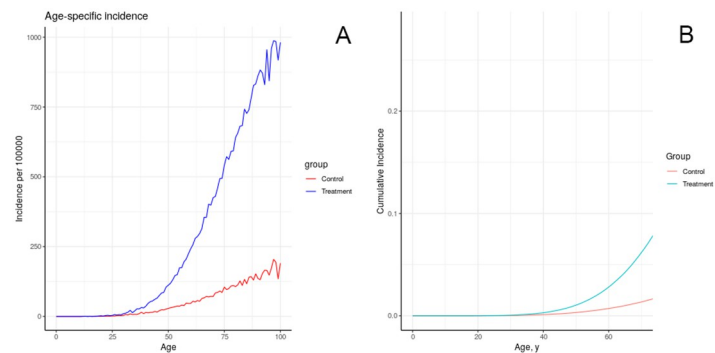 Age-specific Incidence
A
1000
750
500
250
0
Incidence per 100000
0 25 50 75 100
Age
group
Control
Treatment
B
0.2
0.1
0.0
Cumulative Incidence
0 20 40 60
Age, y
Group
Control
Treatment